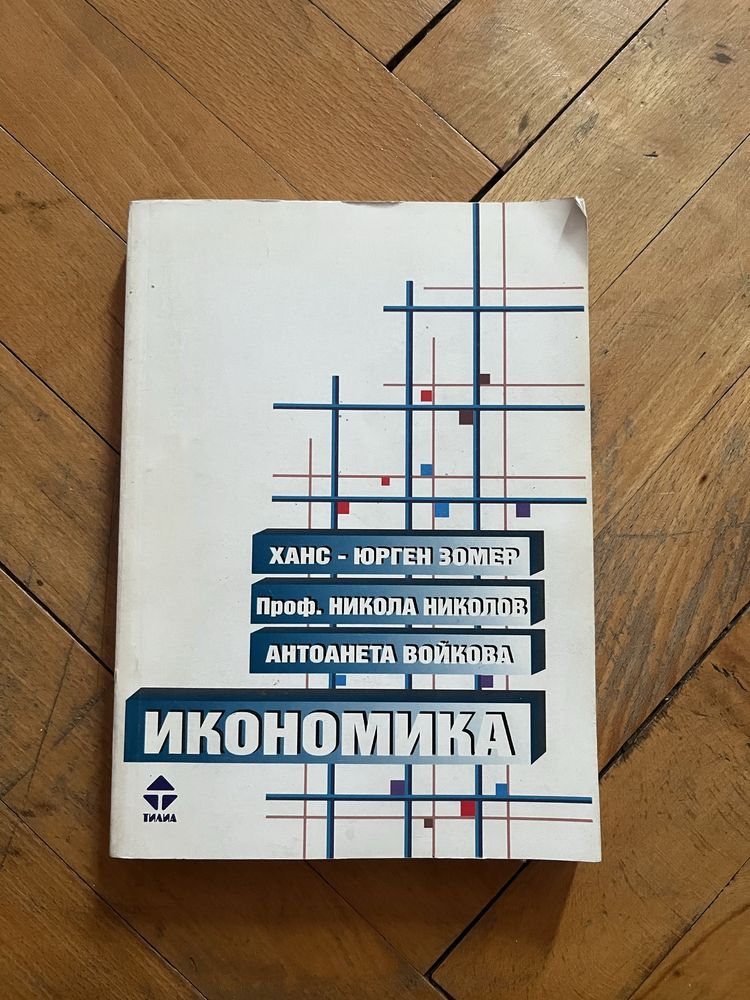 ХАНС - ЮРГЕН ЗОМЕР
Проф. НИКОЛА НИКОЛОВ
АНТОАНЕТА ВОЙКОВА
ИКОНОМИКА
ТИЛИА